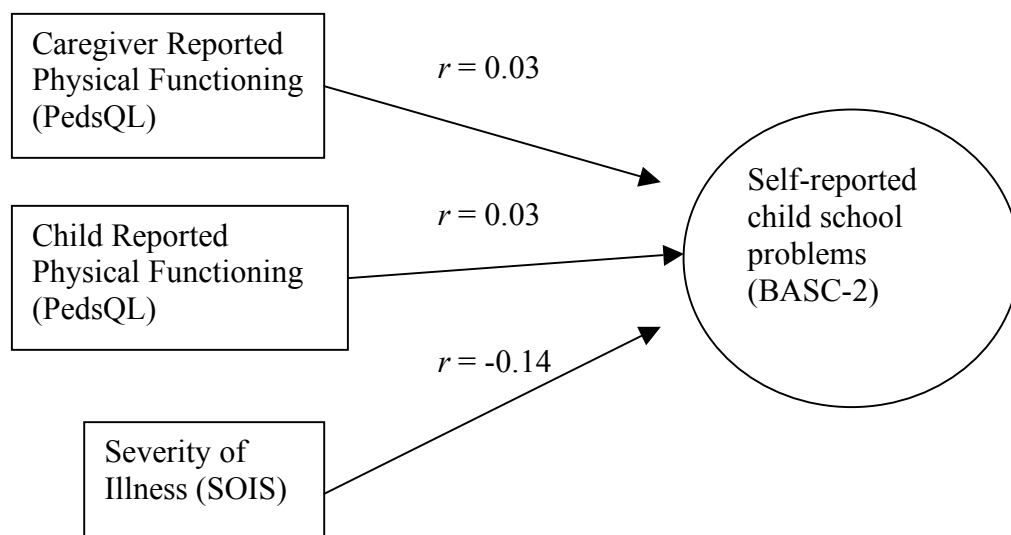 Caregiver Reported
Physical Functioning
(PedsQL)
r = 0.03
Child Reported
Physical Functioning
(PedsQL)
r = 0.03
Severity of
Illness (SOIS)
r = -0.14
Self-reported
child school
problems
(BASC-2)